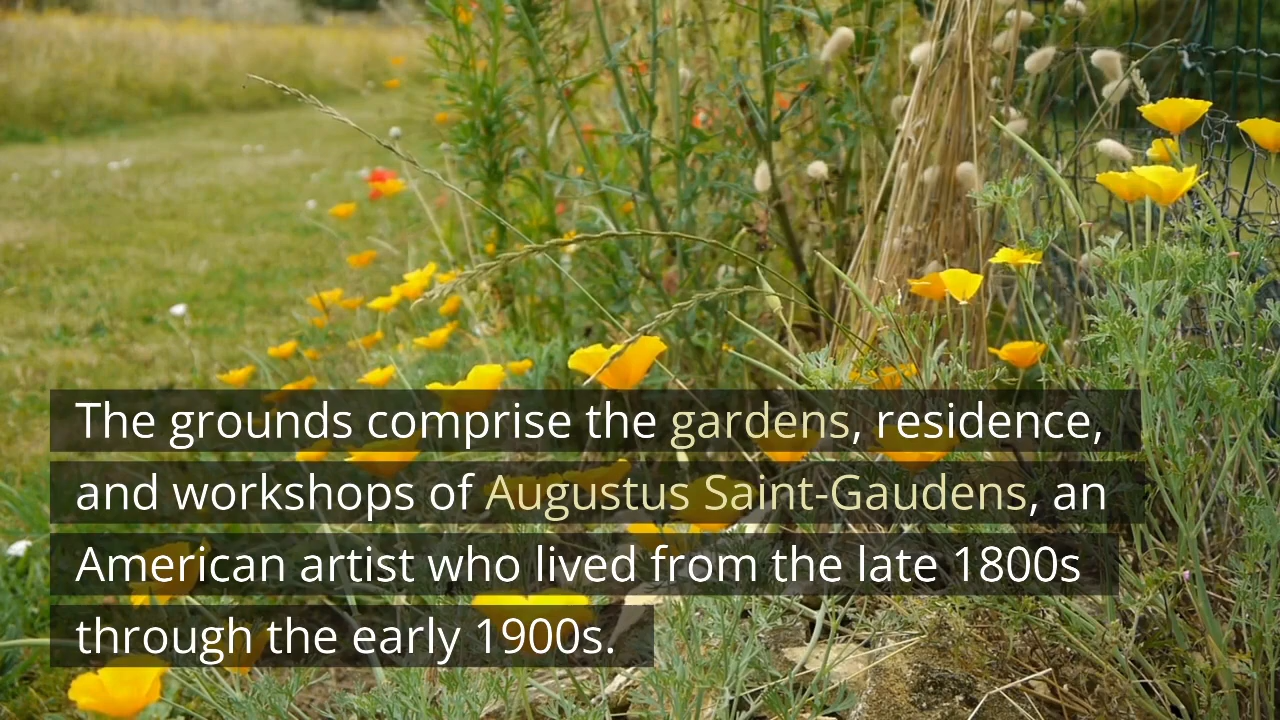 The grounds comprise the gardens, residence,
and workshops of Augustus Saint-Gaudens, an
American artist who lived from the late 1800s
through the early 1900s.